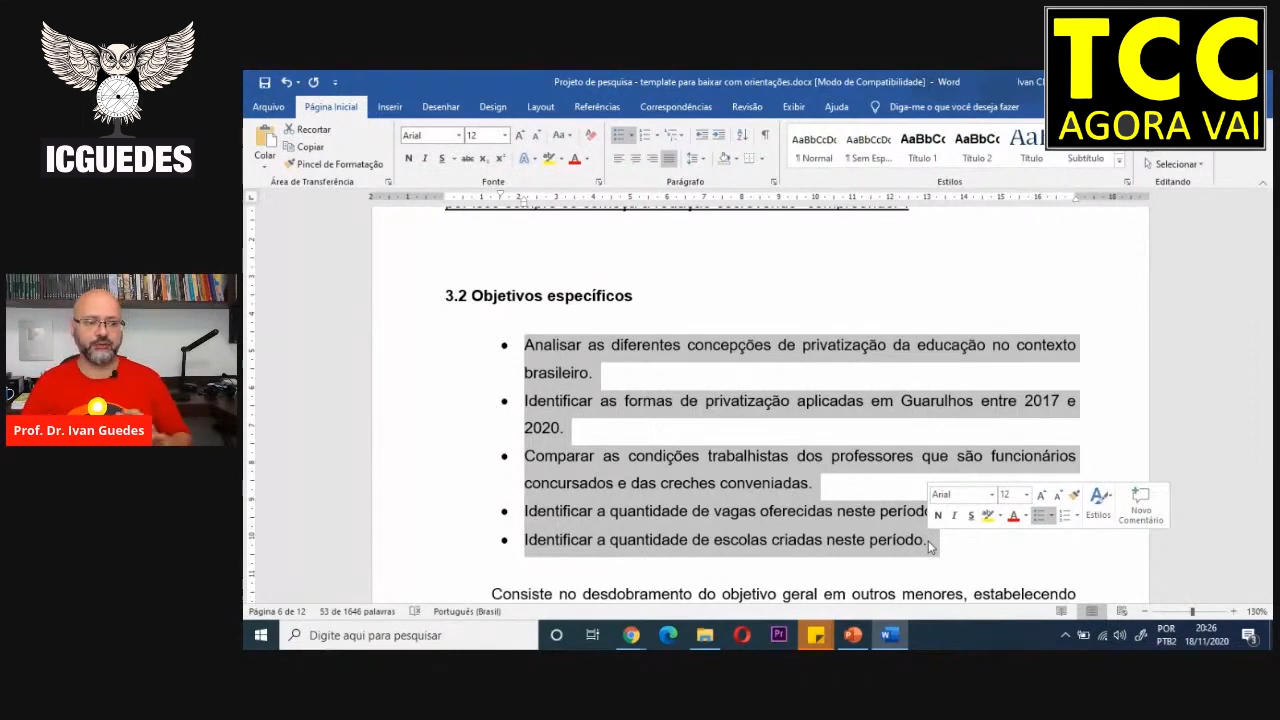 TCC
AGORA VAI
ICGUEDES
Prof. Dr. Ivan Guedes
Projeto de pesquisa - template para baixar com orientações.docx [Modo de Compatibilidade] - Word
Ivan
Arquivo Página Inicial Inserir Desenhar Design Layout Referências Correspondências Revisão Exibir Ajuda Diga-me o que você deseja fazer
Colar
Recortar
Copiar
Pincel de Formatação
Arial 12
AaBbCcDc AaBbCcDc AaBbCc AaBbCc
¶ Normal ¶ Sem Esp... Título 1 Título 2 Subtítulo
Selecionar
Área de Transferência Fonte Parágrafo Estilos Editando
3.2 Objetivos específicos
• Analisar as diferentes concepções de privatização da educação no contexto
brasileiro.
• Identificar as formas de privatização aplicadas em Guarulhos entre 2017 e
2020.
• Comparar as condições trabalhistas dos professores que são funcionários
concursados e das creches conveniadas.
• Identificar a quantidade de vagas oferecidas neste períod
• Identificar a quantidade de escolas criadas neste período.
Arial 12
N I S Estilos Novo
Comentário
Consiste no desdobramento do objetivo geral em outros menores, estabelecendo
Página 6 de 12 53 de 1646 palavras Português (Brasil) 130%
Digite aqui para pesquisar
POR
PTB2
20:26
18/11/2020